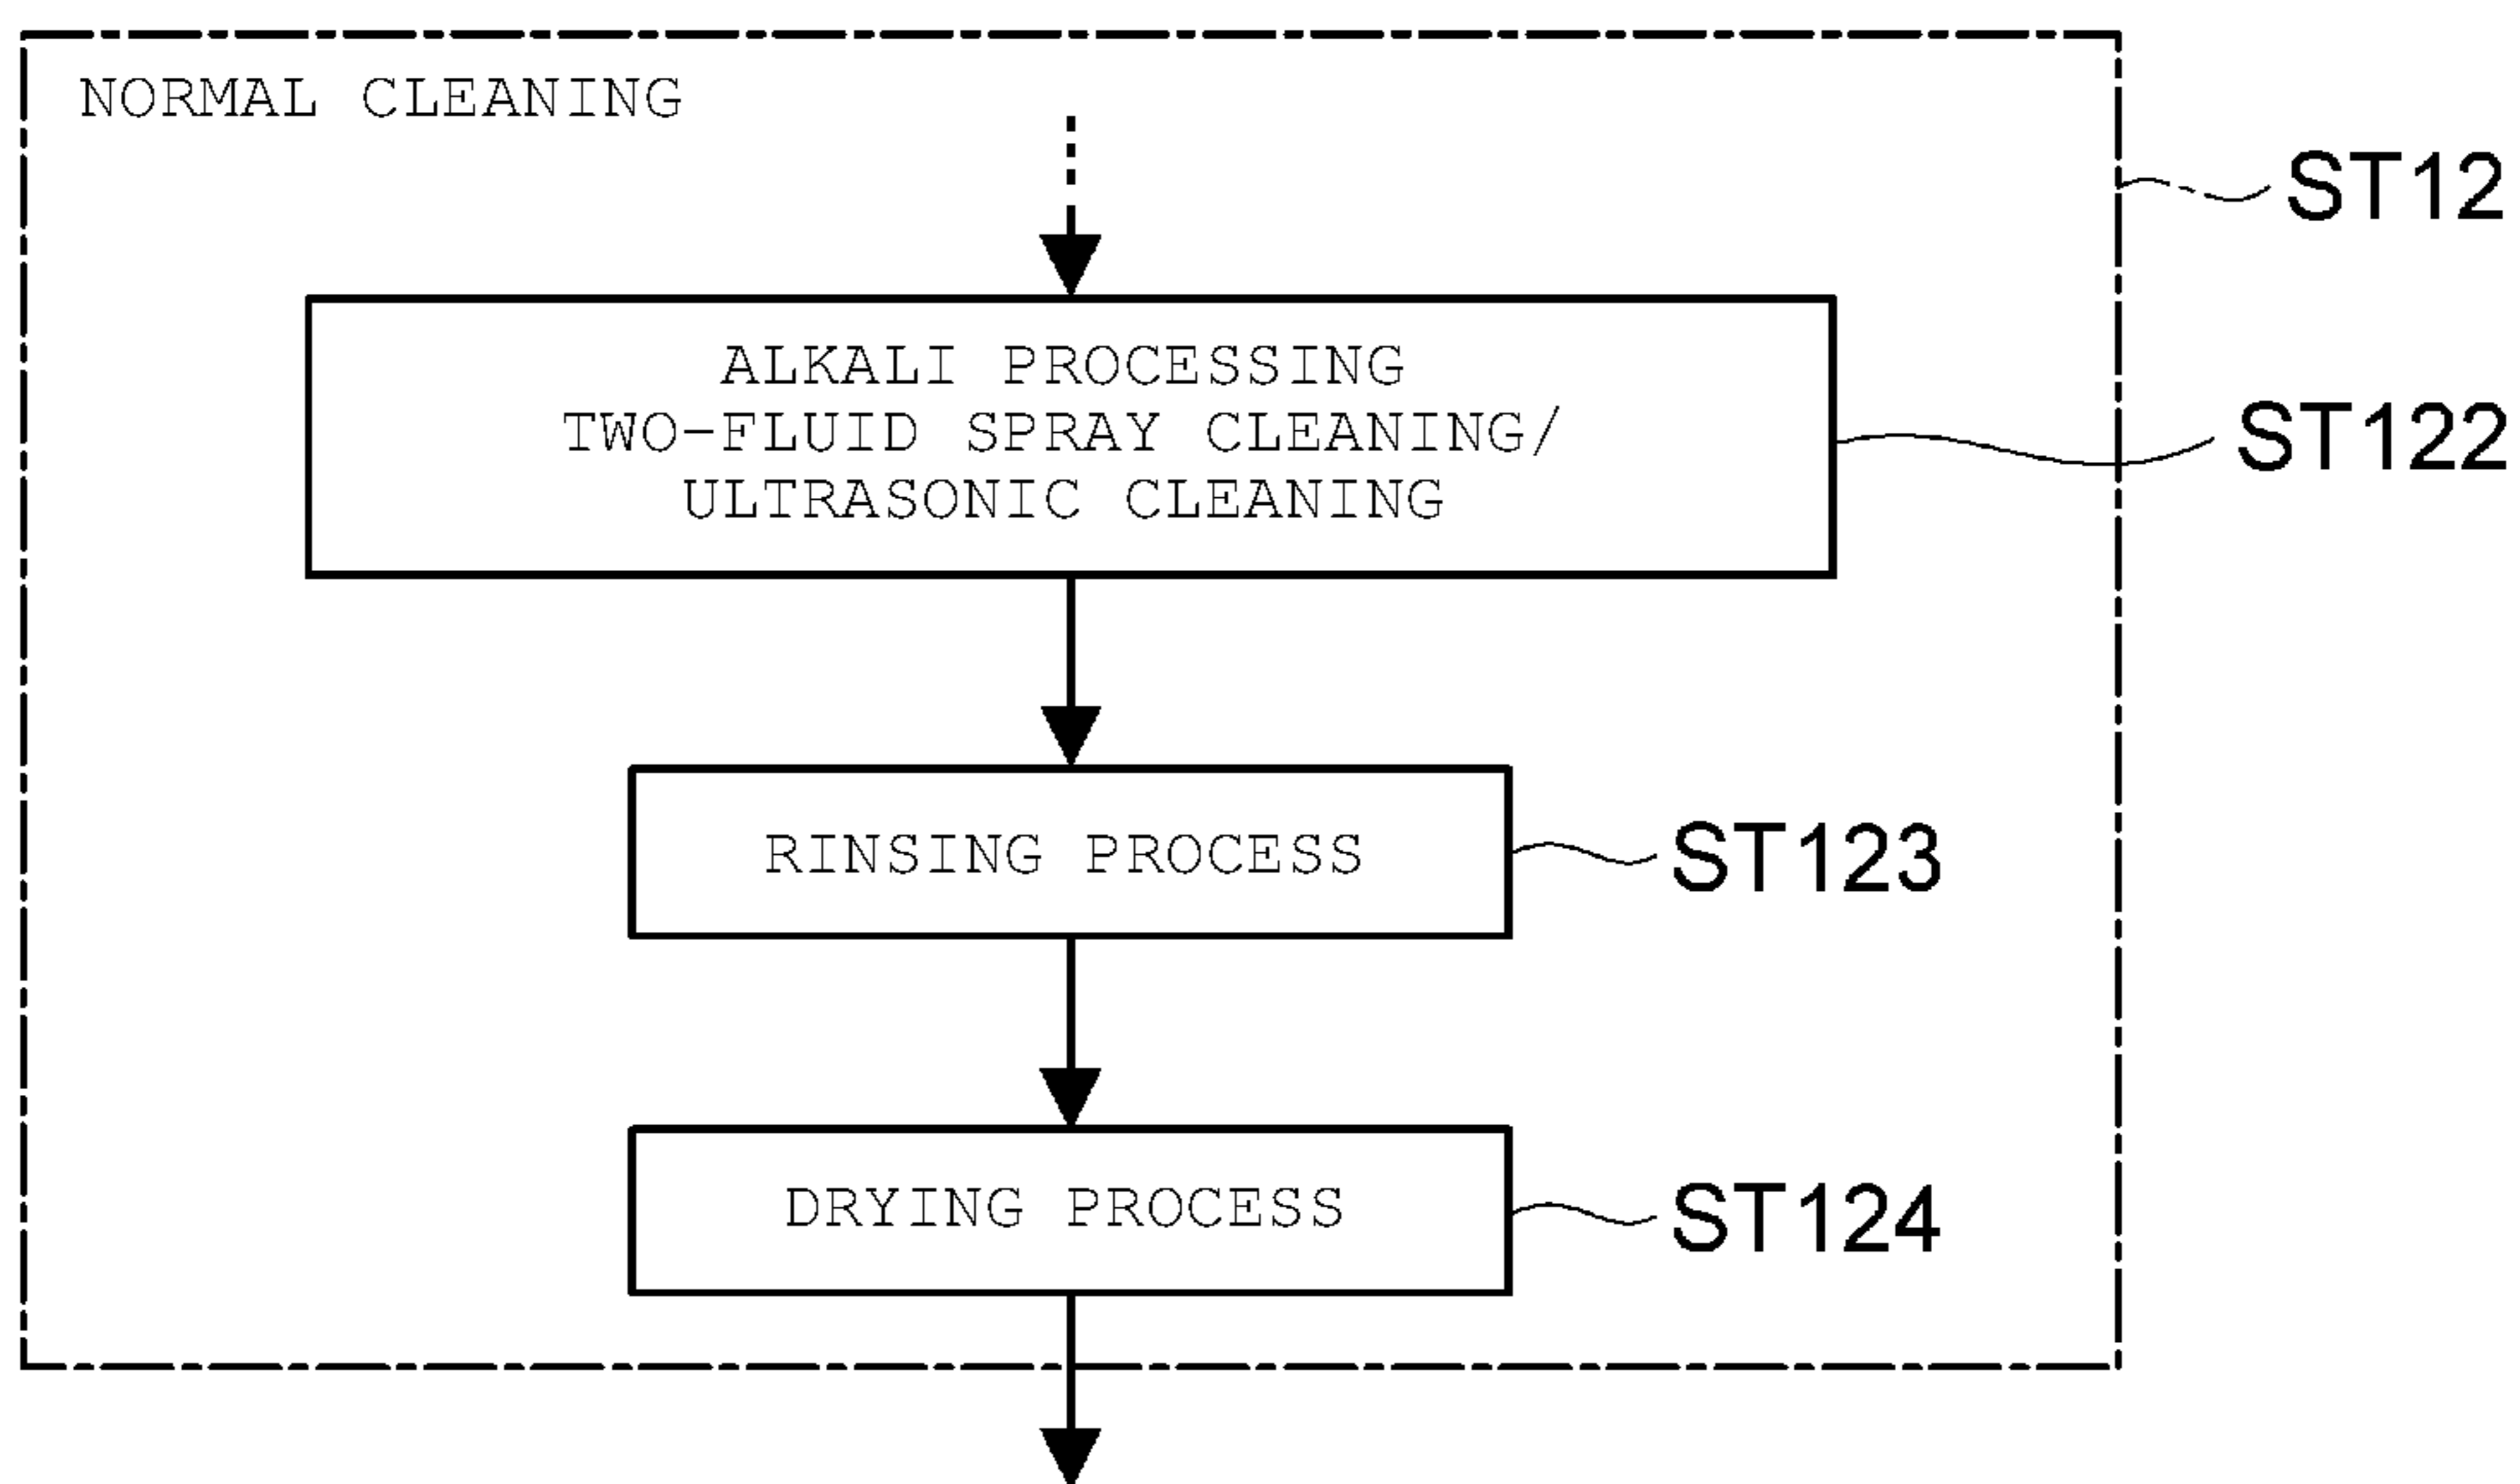 NORMAL CLEANING
ST12
ALKALI PROCESSING
TWO-FLUID SPRAY CLEANING/
ULTRASONIC CLEANING
ST122
RINSING PROCESS
ST123
DRYING PROCESS
ST124